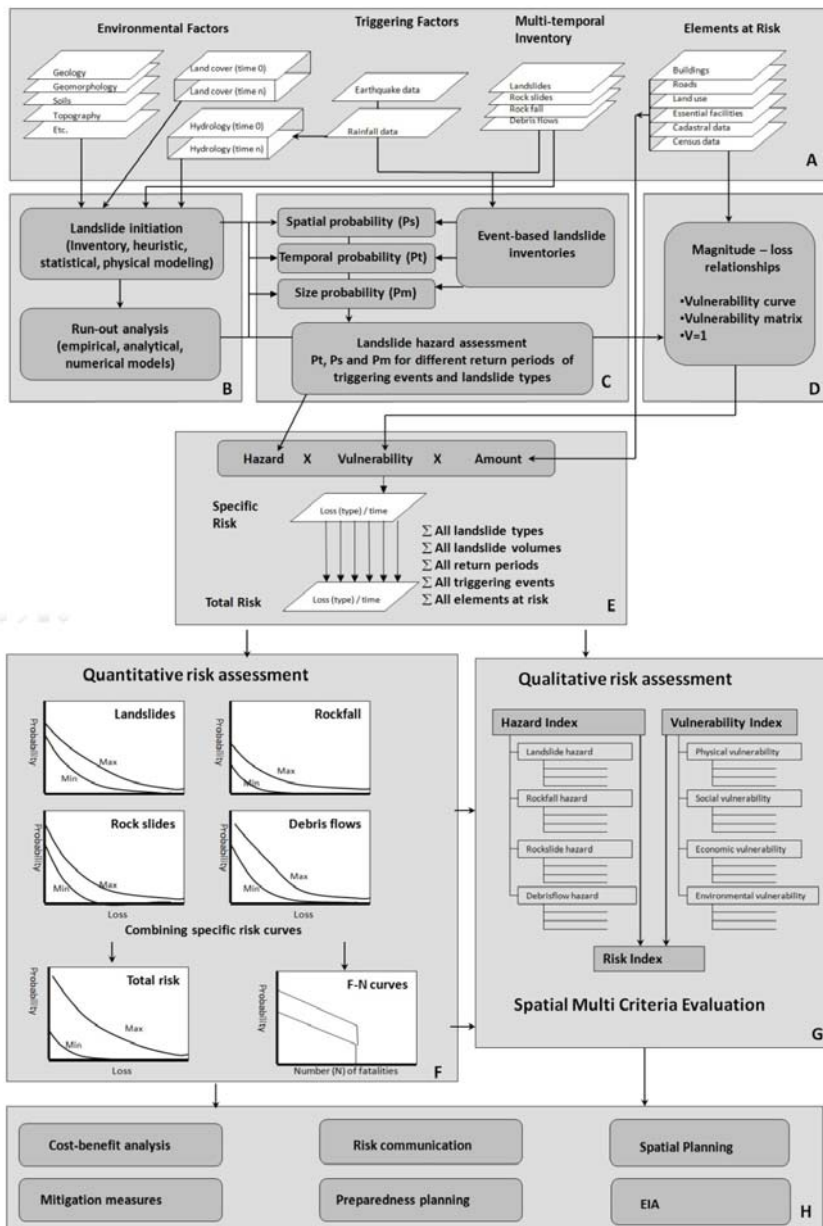 Environmental Factors
Triggering Factors
Multi-temporal
Inventory
Elements at Risk
Geology
Geomorphology
Soils
Topography
Etc.
Land cover (time 0)
Land cover (time n)
Hydrology (time 0)
Hydrology (time n)
Earthquake data
Rainfall data
Landslides
Rock slides
Rock fall
Debris flows
Buildings
Roads
Land use
Essential facilities
Cadastral data
Census data
A
Landslide initiation
(Inventory, heuristic,
statistical, physical modeling)
Run-out analysis
(empirical, analytical,
numerical models)
B
Spatial probability (Ps)
Temporal probability (Pt)
Size probability (Pm)
Event-based landslide
inventories
Landslide hazard assessment
Pt, Ps and Pm for different return periods of
triggering events and landslide types
C
Magnitude – loss
relationships
•Vulnerability curve
•Vulnerability matrix
•V=1
D
Hazard X Vulnerability X Amount
Specific
Risk
Loss (type) / time
∑ All landslide types
∑ All landslide volumes
∑ All return periods
∑ All triggering events
∑ All elements at risk
Total Risk
Loss (type) / time
E
Quantitative risk assessment
Probability
Landslides
Max
Min
Probability
Rockfall
Max
Min
Probability
Rock slides
Max
Min
Loss
Probability
Debris flows
Max
Min
Loss
Combining specific risk curves
Probability
Total risk
Max
Min
Loss
Probability
F-N curves
Number (N) of fatalities
F
Qualitative risk assessment
Hazard Index
Vulnerability Index
Landslide hazard
Rockfall hazard
Rockslide hazard
Debrisflow hazard
Physical vulnerability
Social vulnerability
Economic vulnerability
Environmental vulnerability
Risk Index
Spatial Multi Criteria Evaluation
G
Cost-benefit analysis
Risk communication
Spatial Planning
Mitigation measures
Preparedness planning
EIA
H